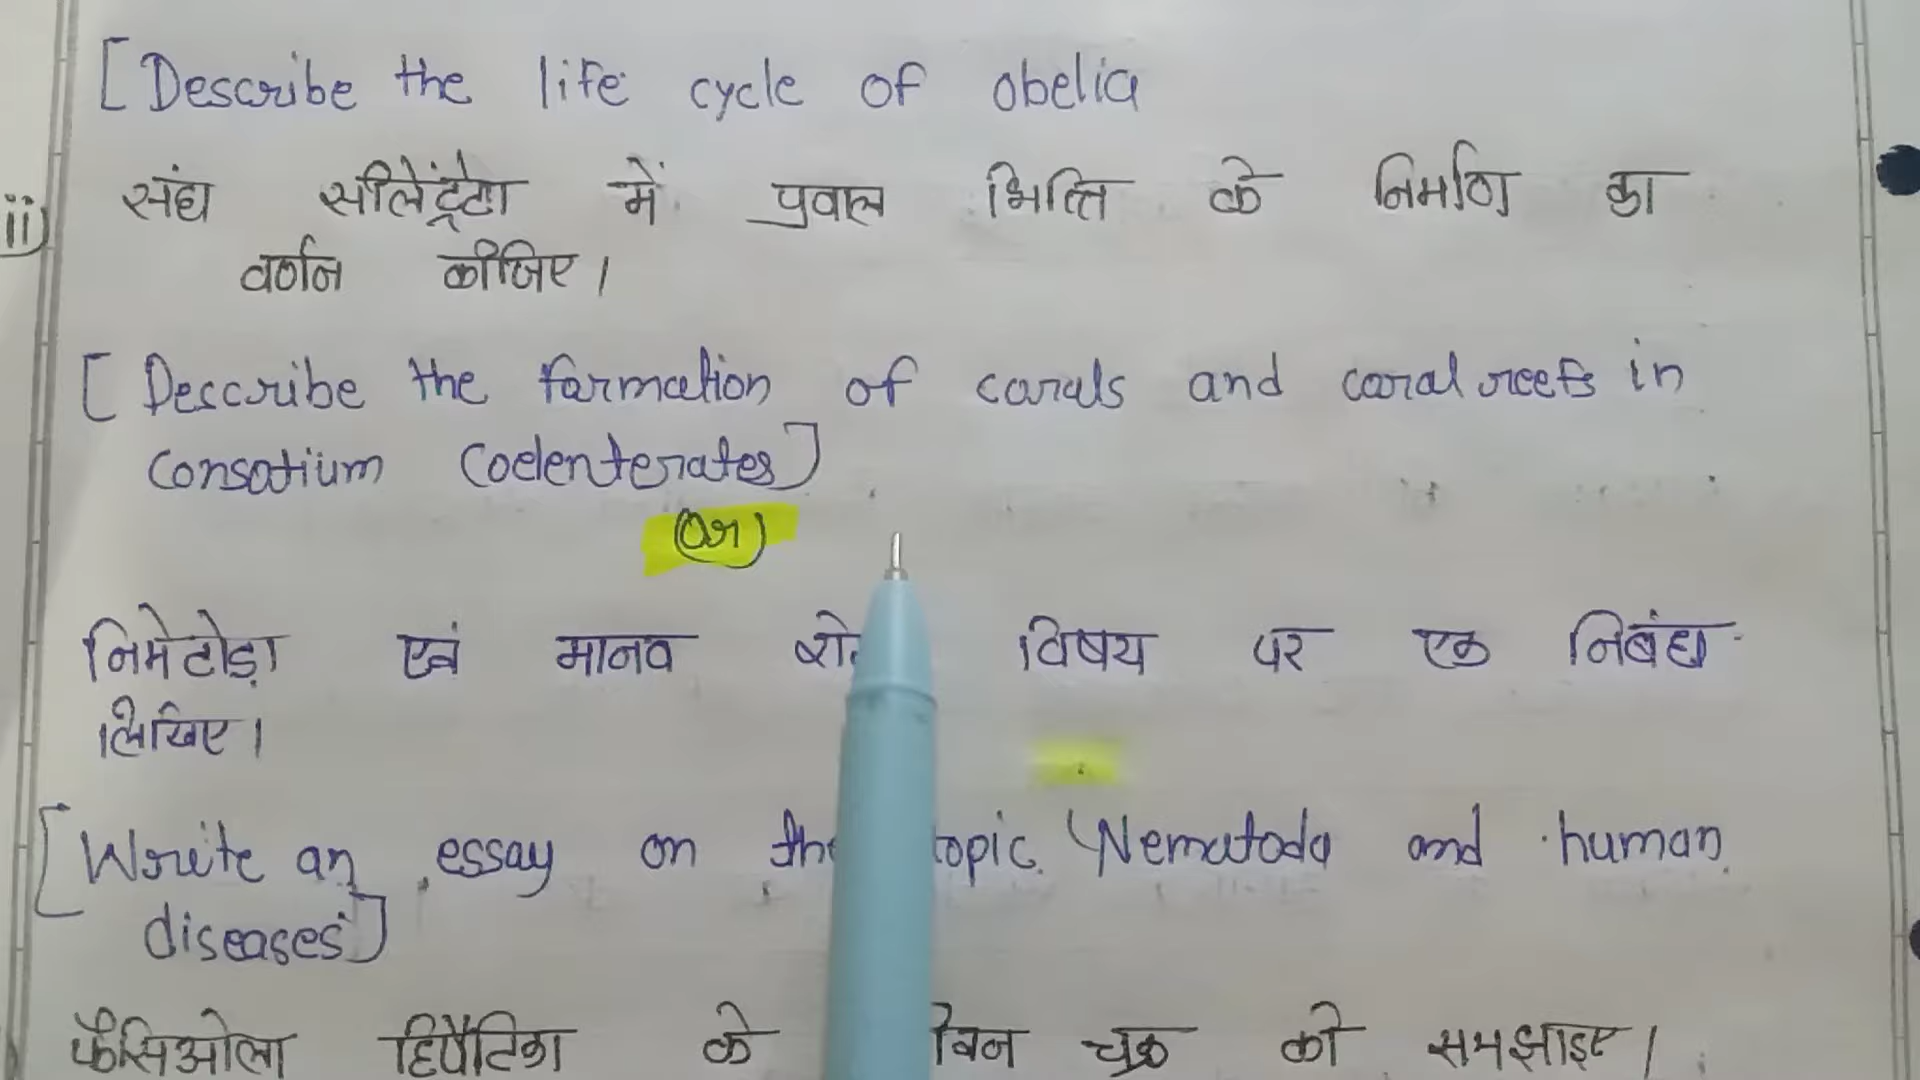 [Describe the life cycle of obelia
ii) संघ सीलेंट्रेटा में प्रवाल भित्ति के निर्माण का
वर्णन कीजिए।
[Describe the formation of corals and coral reefs in
Consotium Coelenterates]
(Or)
निमेटोडा एवं मानव विषय पर एक निबंध
लिखिए।
[Write an essay on the topic. Nematoda and human
diseases]
फैसिओला हिपैटिका के चक्र को समझाइए।